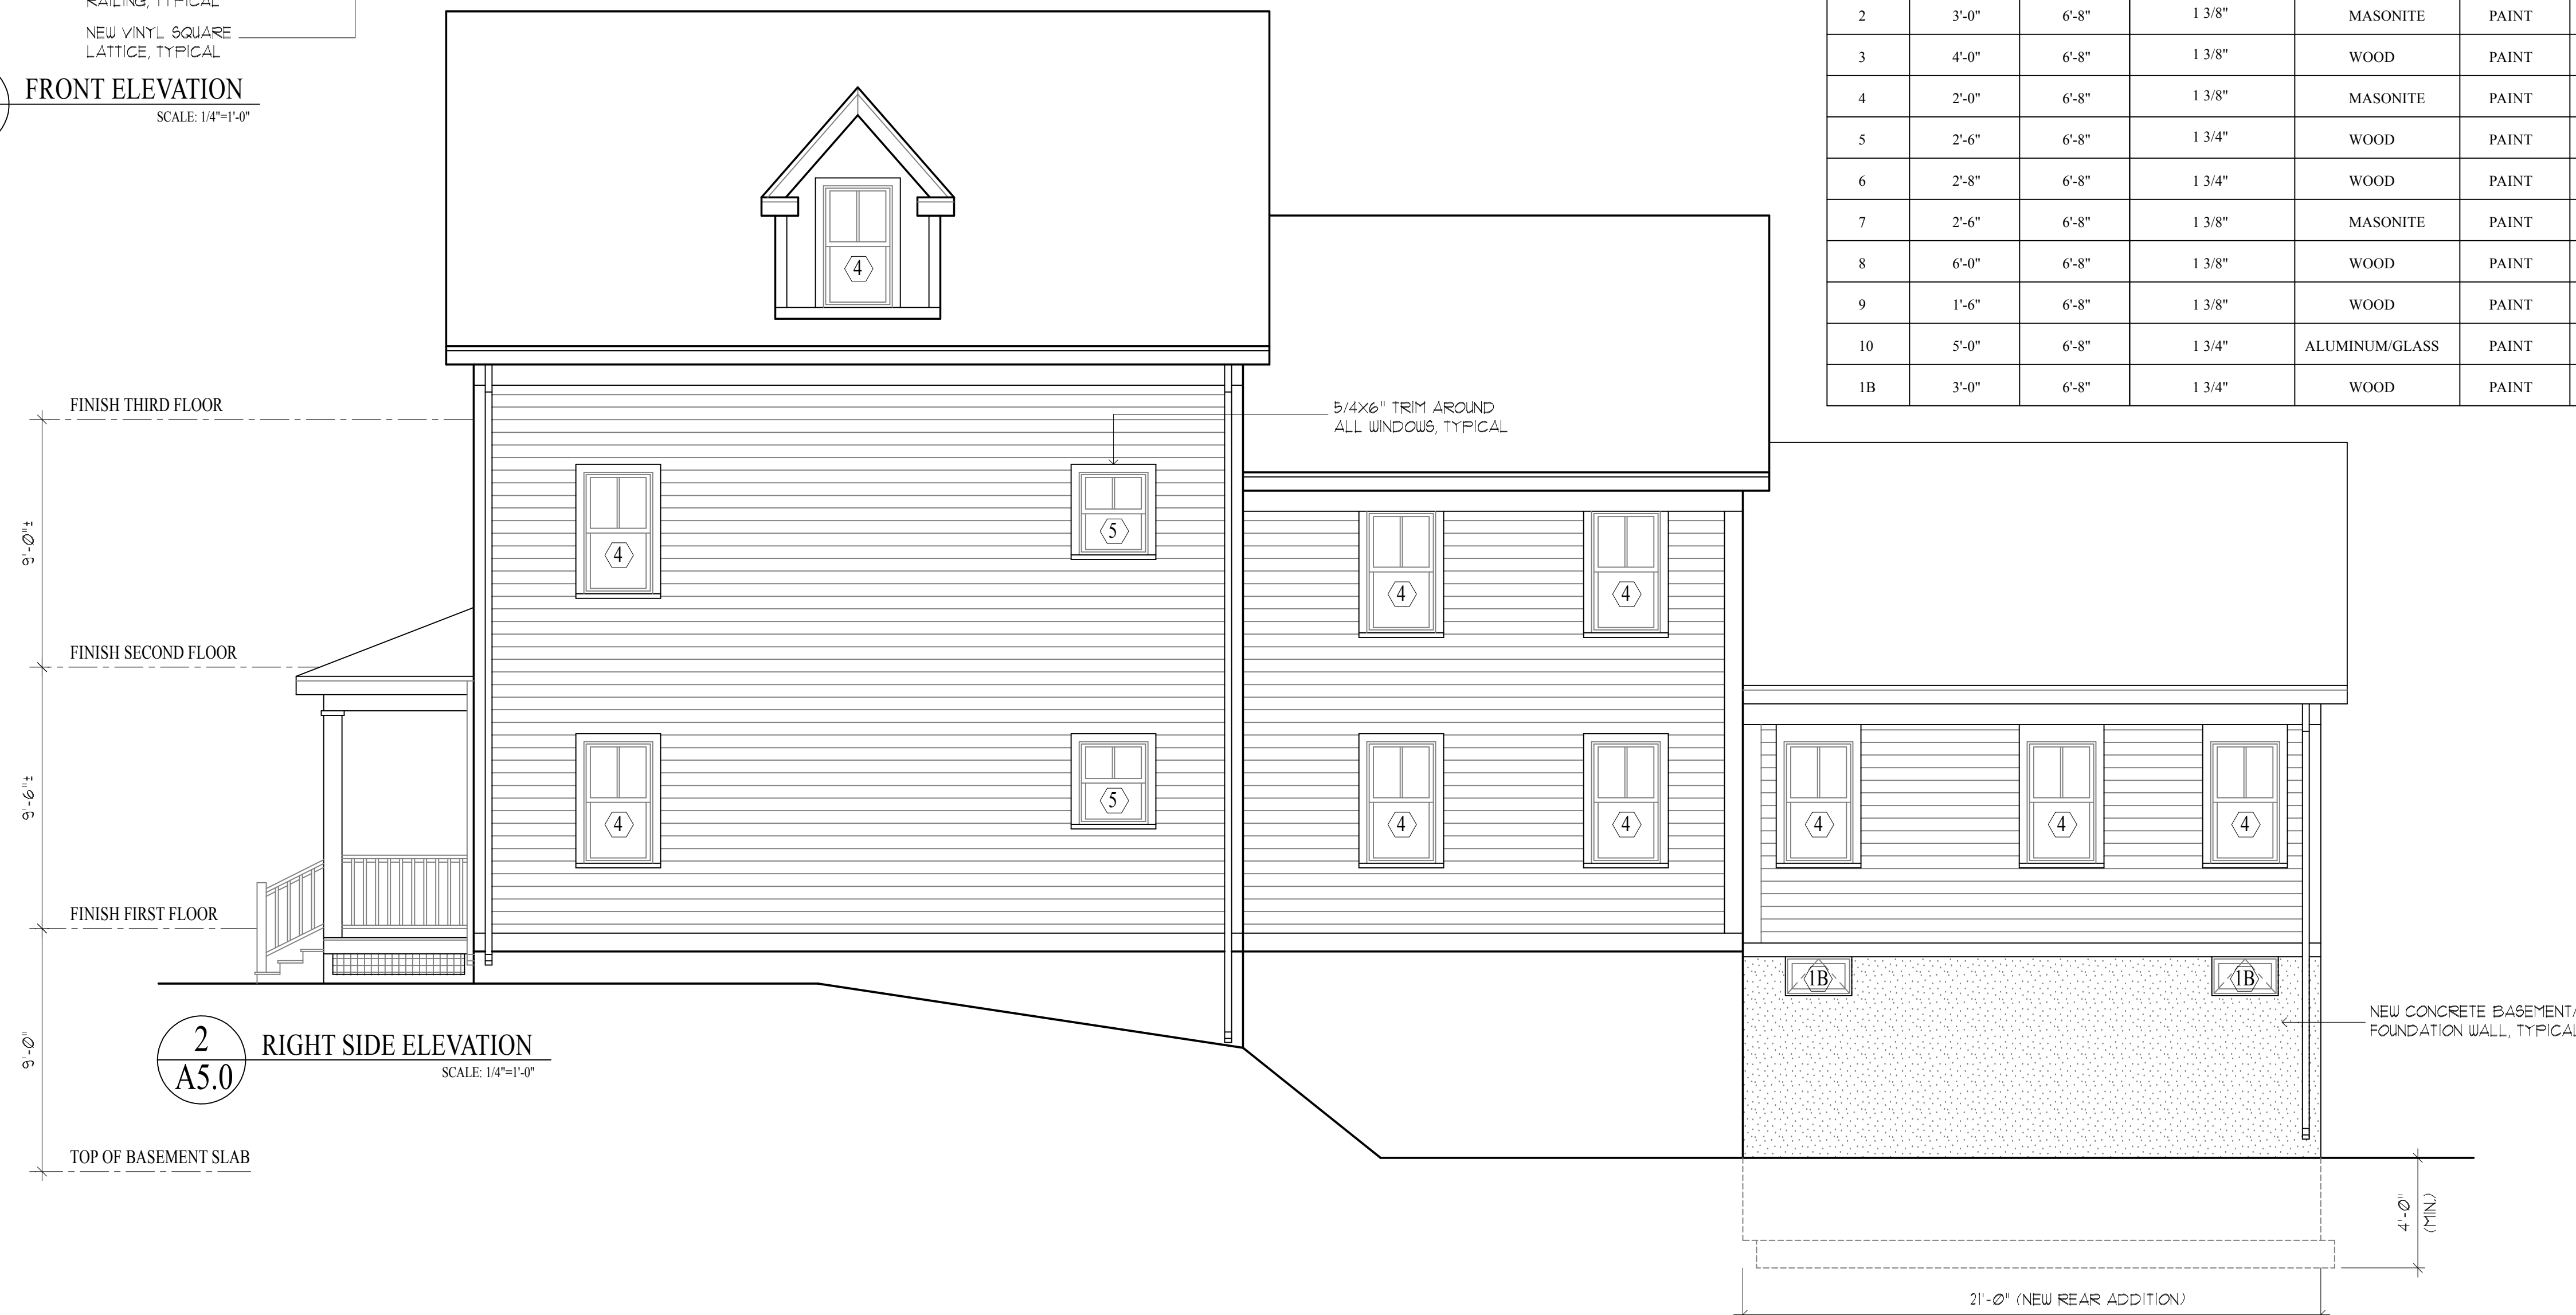 RAILING, TYPICAL
NEW VINYL SQUARE
LATTICE, TYPICAL
FRONT ELEVATION
SCALE: 1/4"=1'-0"
2 3'-0" 6'-8" 1 3/8" MASONITE PAINT
3 4'-0" 6'-8" 1 3/8" WOOD PAINT
4 2'-0" 6'-8" 1 3/8" MASONITE PAINT
5 2'-6" 6'-8" 1 3/4" WOOD PAINT
6 2'-8" 6'-8" 1 3/4" WOOD PAINT
7 2'-6" 6'-8" 1 3/8" MASONITE PAINT
8 6'-0" 6'-8" 1 3/8" WOOD PAINT
9 1'-6" 6'-8" 1 3/8" WOOD PAINT
10 5'-0" 6'-8" 1 3/4" ALUMINUM/GLASS PAINT
1B 3'-0" 6'-8" 1 3/4" WOOD PAINT
4
FINISH THIRD FLOOR
5/4X6" TRIM AROUND
ALL WINDOWS, TYPICAL
9'-0"±
4
5
4
4
FINISH SECOND FLOOR
9'-6"±
4
5
4
4
4
4
4
FINISH FIRST FLOOR
1B
1B
NEW CONCRETE BASEMENT/
FOUNDATION WALL, TYPICAL
9'-0"
2
A5.0
RIGHT SIDE ELEVATION
SCALE: 1/4"=1'-0"
TOP OF BASEMENT SLAB
4'-0"
(MIN.)
21'-0" (NEW REAR ADDITION)